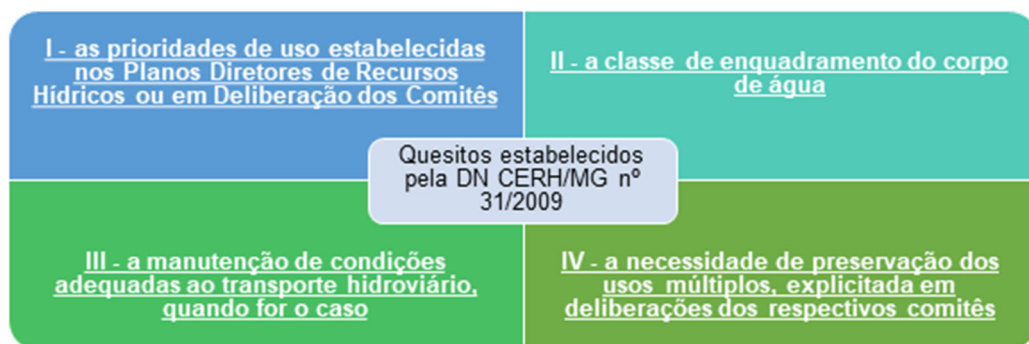 I - as prioridades de uso estabelecidas
nos Planos Diretores de Recursos
Hídricos ou em Deliberação dos Comitês
II - a classe de enquadramento do corpo
de água
Quesitos estabelecidos
pela DN CERH/MG nº
31/2009
III - a manutenção de condições
adequadas ao transporte hidroviário,
quando for o caso
IV - a necessidade de preservação dos
usos múltiplos, explicitada em
deliberações dos respectivos comitês